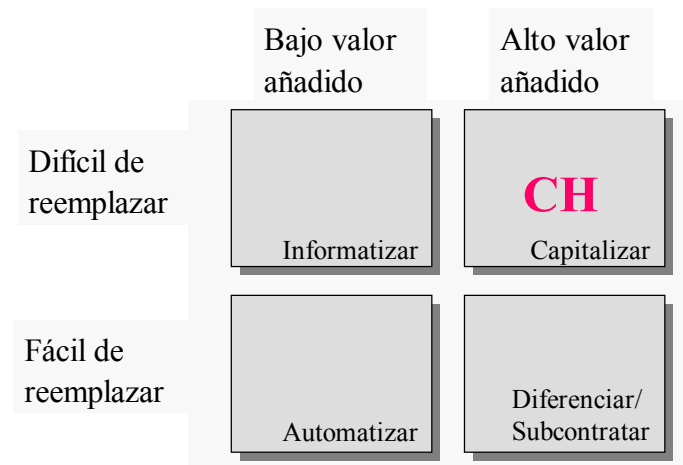 Bajo valor
añadido
Alto valor
añadido
Difícil de
reemplazar
CH
Informatizar
Capitalizar
Fácil de
reemplazar
Automatizar
Diferenciar/
Subcontratar